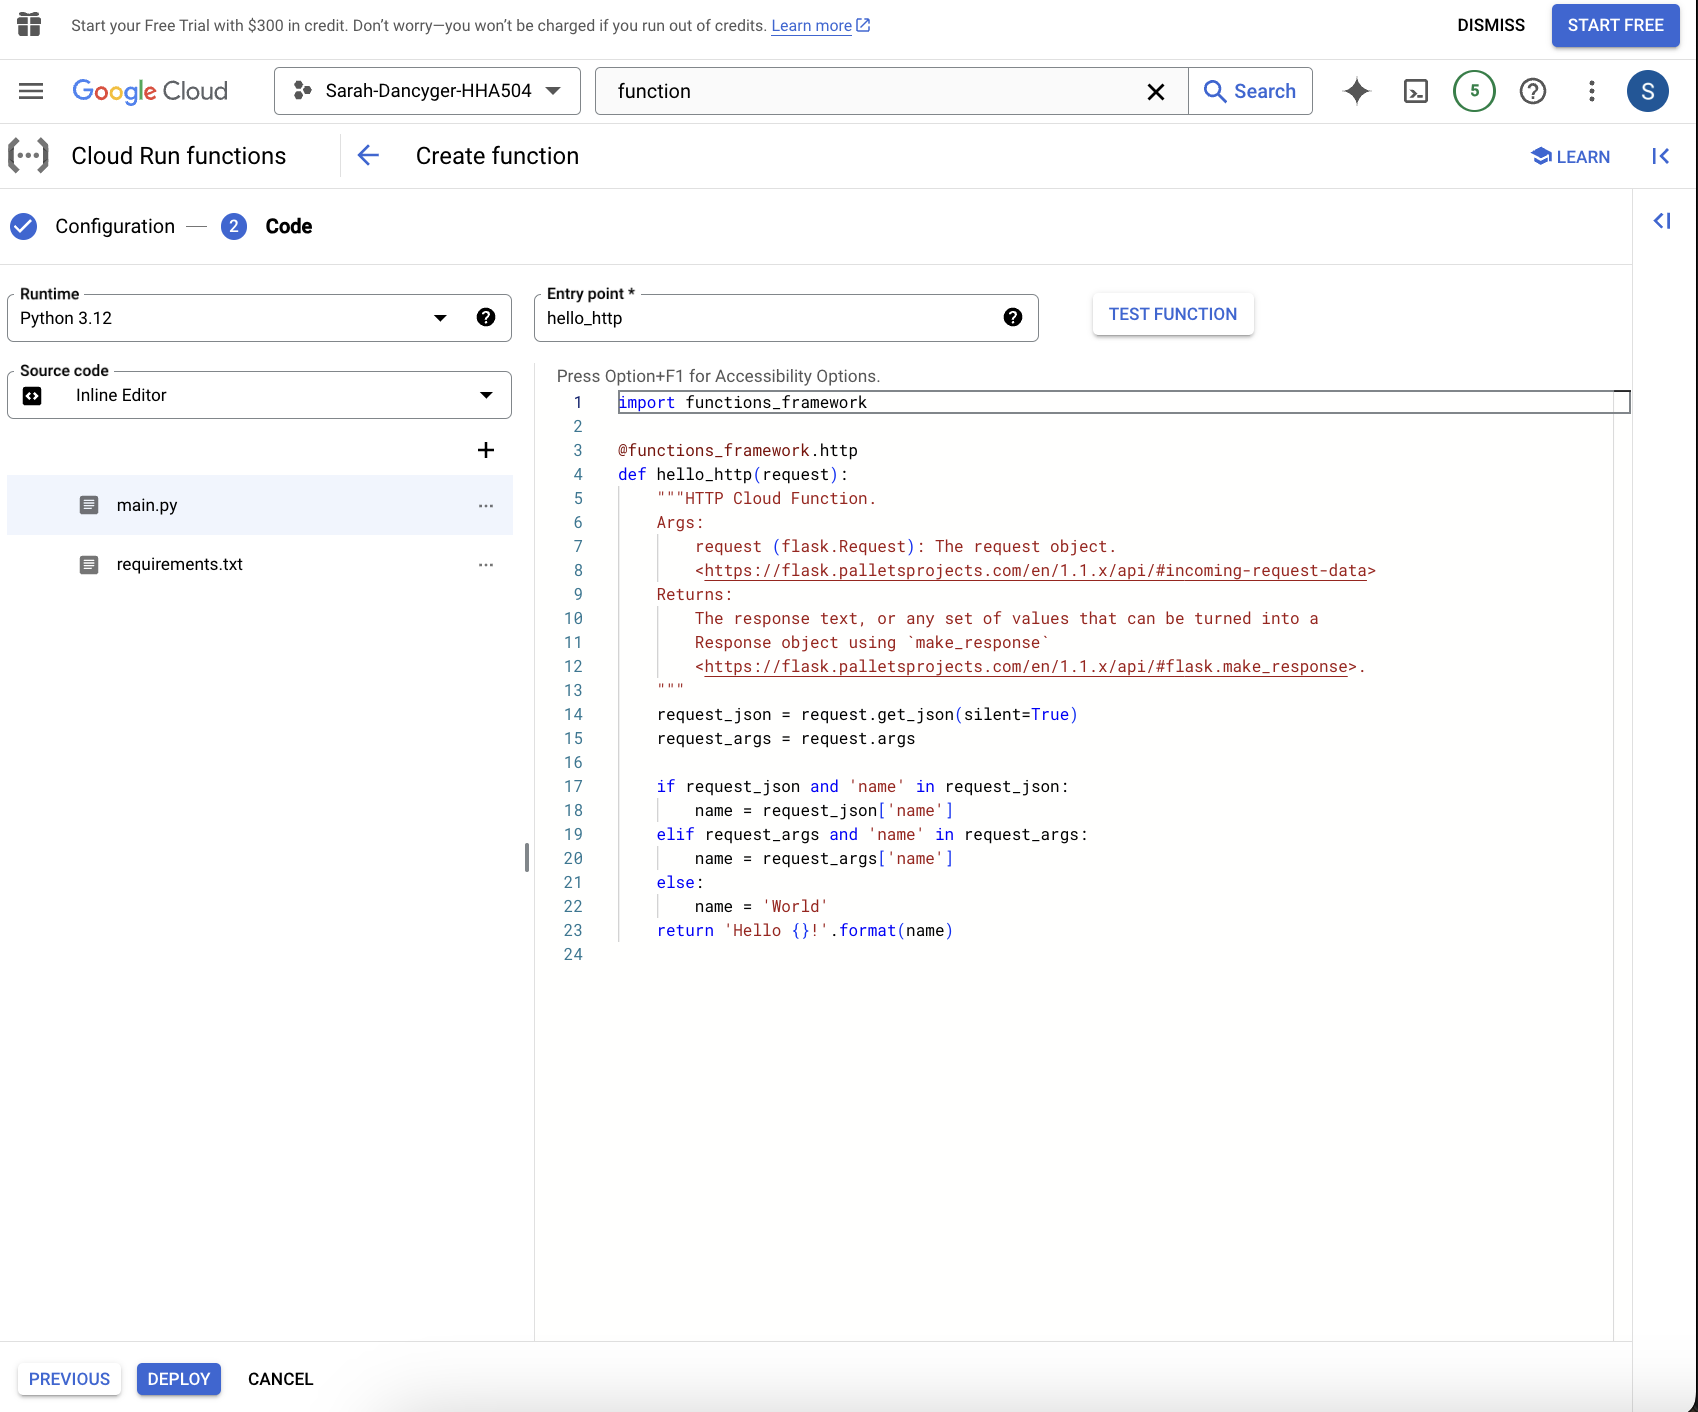 Start your Free Trial with $300 in credit. Don’t worry—you won’t be charged if you run out of credits. Learn more
DISMISS
START FREE
Google Cloud
Sarah-Dancyger-HHA504
function
Search
5
S
Cloud Run functions
Create function
LEARN
Configuration
2
Code
Runtime
Python 3.12
Entry point *
hello_http
TEST FUNCTION
Source code
Inline Editor
main.py
requirements.txt
Press Option+F1 for Accessibility Options.
1 import functions_framework
2
3 @functions_framework.http
4 def hello_http(request):
5     """HTTP Cloud Function.
6     Args:
7         request (flask.Request): The request object.
8         <https://flask.palletsprojects.com/en/1.1.x/api/#incoming-request-data>
9     Returns:
10         The response text, or any set of values that can be turned into a
11         Response object using `make_response`
12         <https://flask.palletsprojects.com/en/1.1.x/api/#flask.make_response>.
13     """
14     request_json = request.get_json(silent=True)
15     request_args = request.args
16
17     if request_json and 'name' in request_json:
18         name = request_json['name']
19     elif request_args and 'name' in request_args:
20         name = request_args['name']
21     else:
22         name = 'World'
23     return 'Hello {}!'.format(name)
24
PREVIOUS
DEPLOY
CANCEL